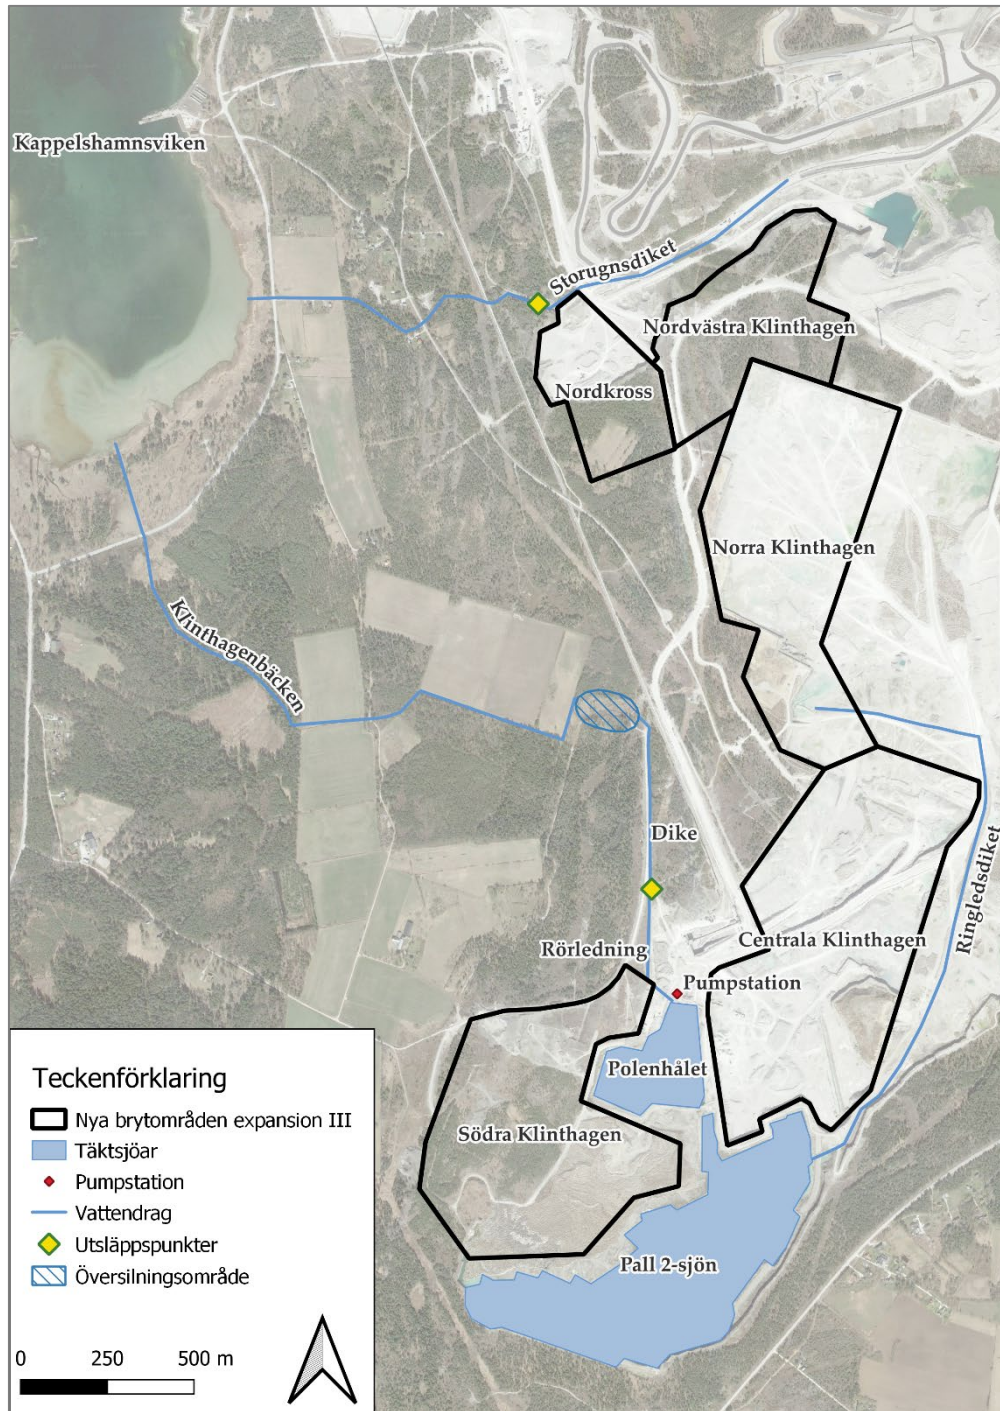 Kappelshamnsviken
Storugnsdiket
Nordvästra Klinthagen
Nordkross
Norra Klinthagen
Klinthagenbäcken
Dike
Ringledsdiket
Centrala Klinthagen
Rörledning
Pumpstation
Polenhålet
Södra Klinthagen
Pall 2-sjön
Teckenförklaring
Nya brytområden expansion III
Täktsjöar
Pumpstation
Vattendrag
Utsläppspunkter
Översilningsområde
0 250 500 m